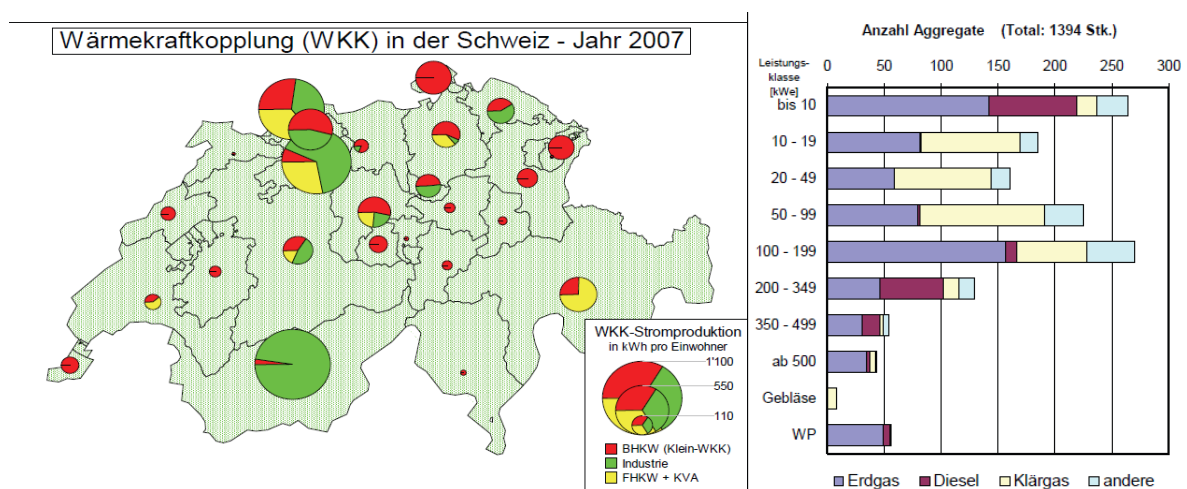 Wärmekraftkopplung (WKK) in der Schweiz - Jahr 2007
WKK-Stromproduktion
in kWh pro Einwohner
1'100
550
110
BHKW (Klein-WKK)
Industrie
FHKW + KVA
Anzahl Aggregate (Total: 1394 Stk.)
Leistungs-
klasse
[kWe]
0 50 100 150 200 250 300
bis 10
10 - 19
20 - 49
50 - 99
100 - 199
200 - 349
350 - 499
ab 500
Gebläse
WP
Erdgas Diesel Klärgas andere